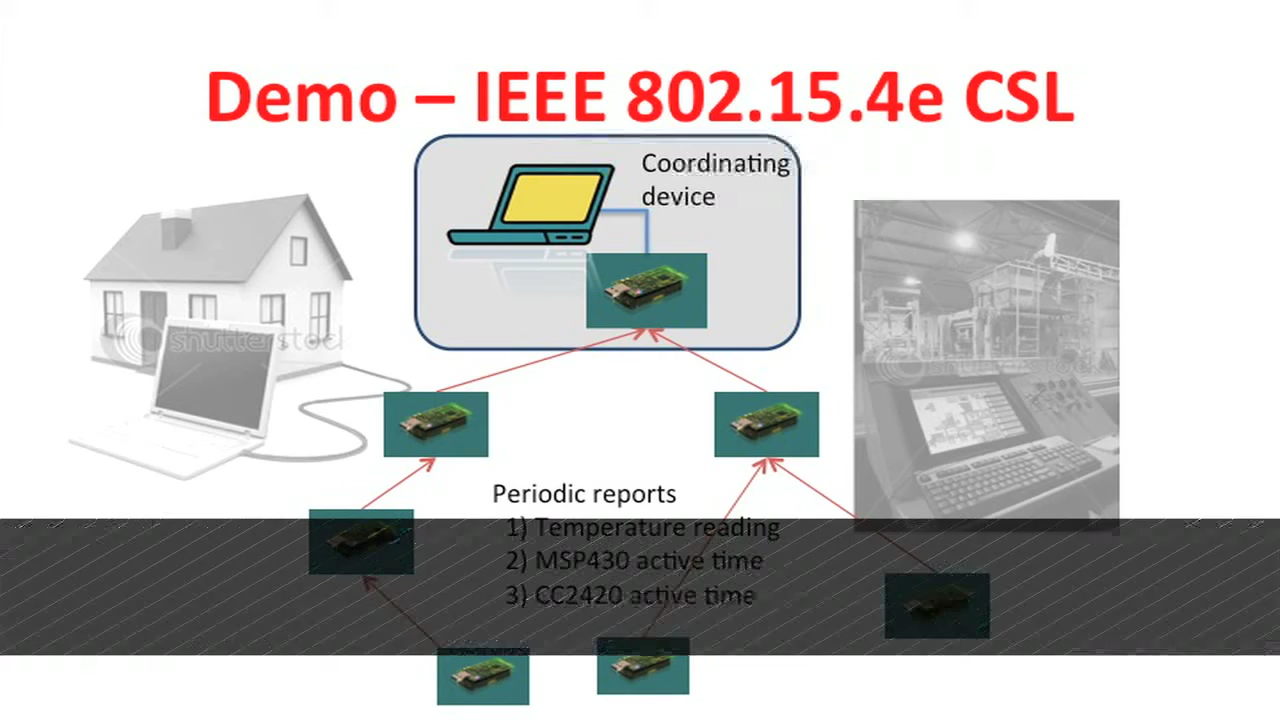 Demo – IEEE 802.15.4e CSL
Coordinating
device
shutterstock
Periodic reports
1) Temperature reading
2) MSP430 active time
3) CC2420 active time